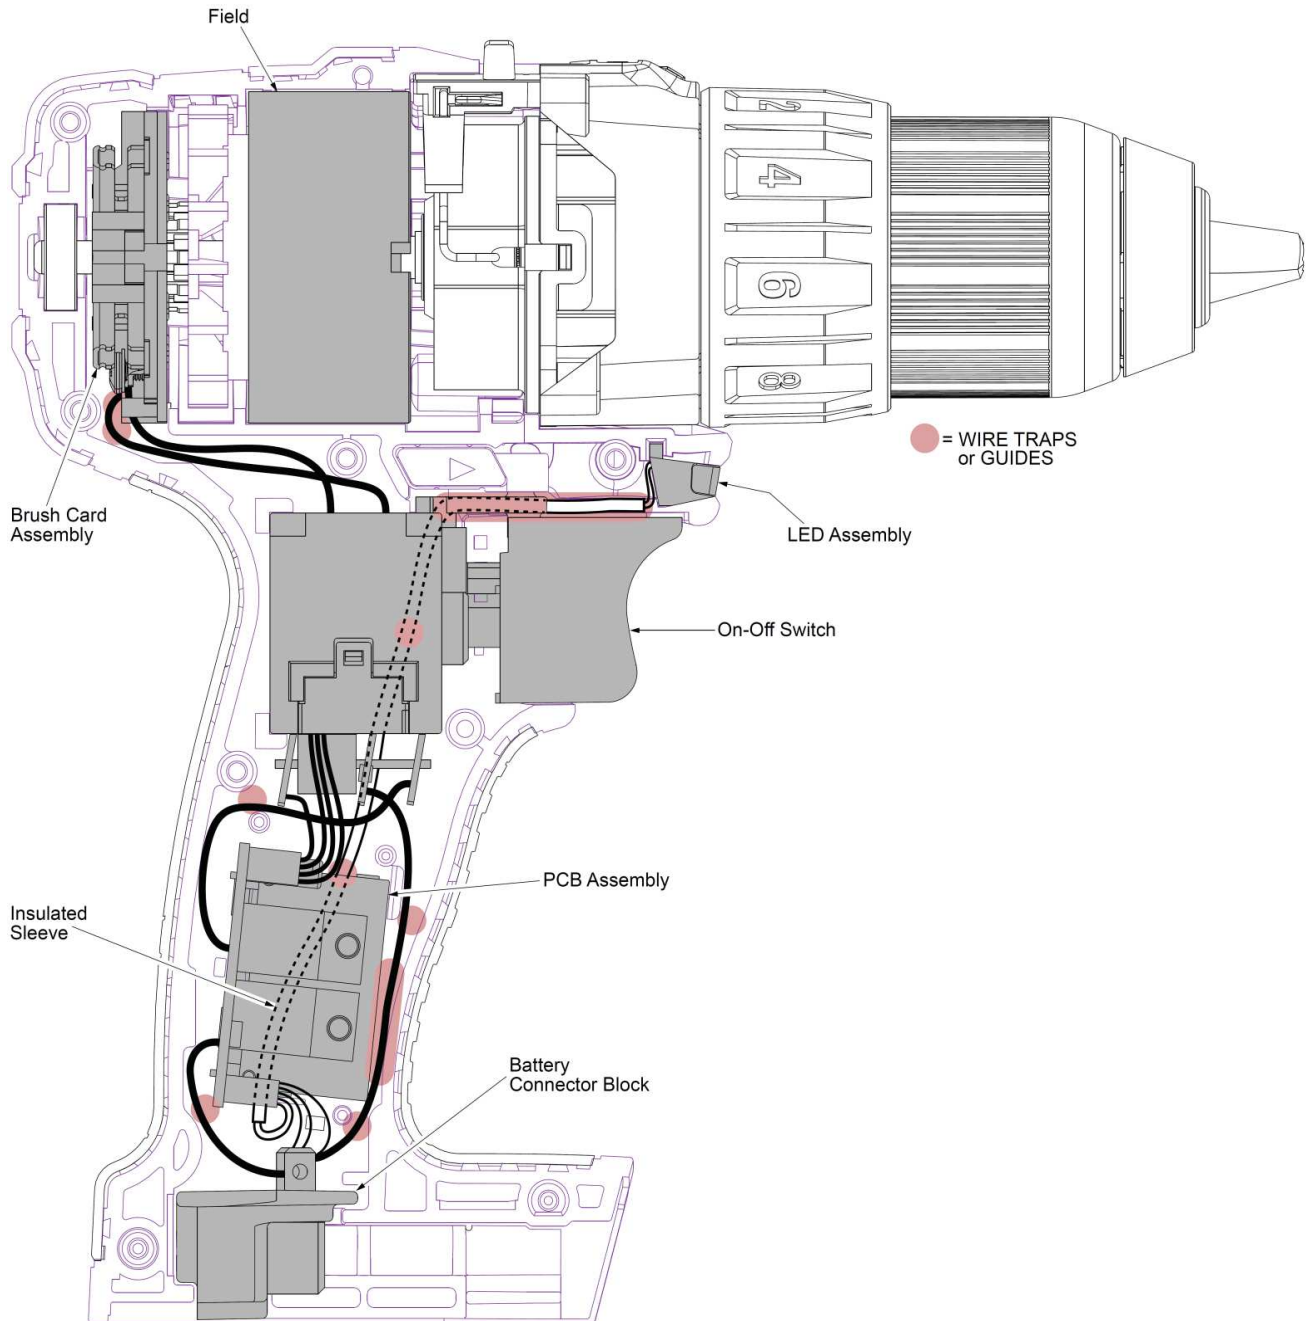 Field
2
4
6
8
= WIRE TRAPS
or GUIDES
Brush Card
Assembly
LED Assembly
On-Off Switch
PCB Assembly
Insulated
Sleeve
Battery
Connector Block